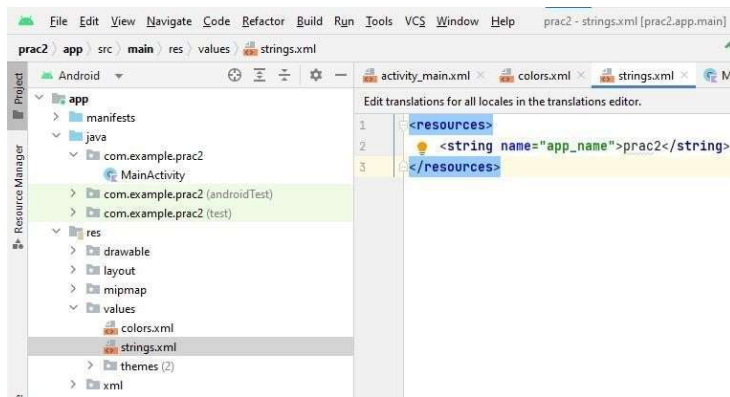 File Edit View Navigate Code Refactor Build Run Tools VCS Window Help prac2 - strings.xml [prac2.app.main]
prac2 app src main res values strings.xml
Project
Resource Manager
Android
app
manifests
java
com.example.prac2
MainActivity
com.example.prac2 (androidTest)
com.example.prac2 (test)
res
drawable
layout
mipmap
values
colors.xml
strings.xml
themes (2)
xml
activity_main.xml colors.xml strings.xml M
Edit translations for all locales in the translations editor.
1 <resources>
2 <string name="app_name">prac2</string>
3 </resources>